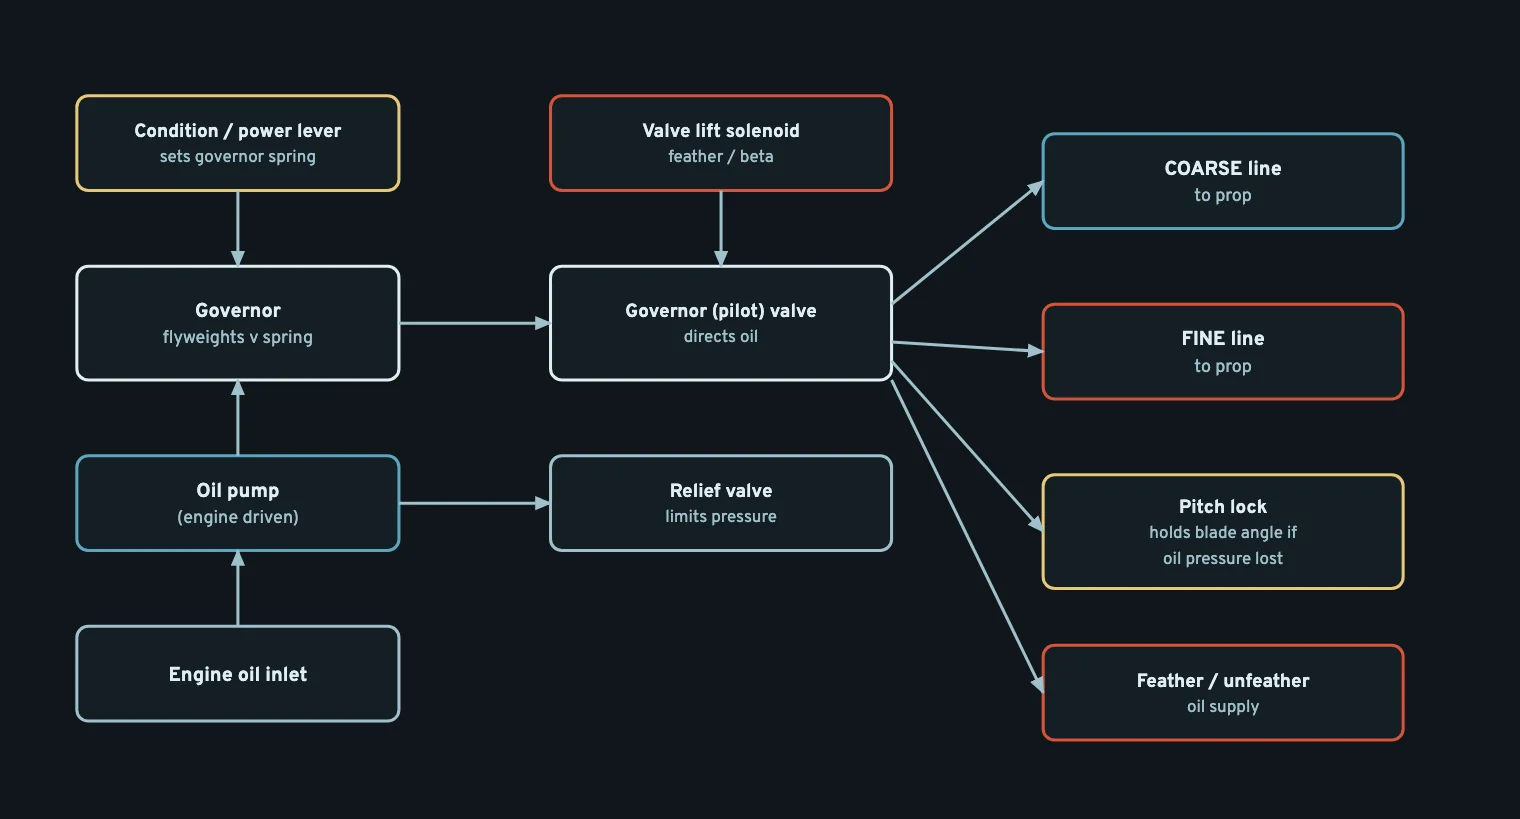 Condition / power lever
sets governor spring
Valve lift solenoid
feather / beta
COARSE line
to prop
Governor
flyweights v spring
Governor (pilot) valve
directs oil
FINE line
to prop
Oil pump
(engine driven)
Relief valve
limits pressure
Pitch lock
holds blade angle if
oil pressure lost
Engine oil inlet
Feather / unfeather
oil supply